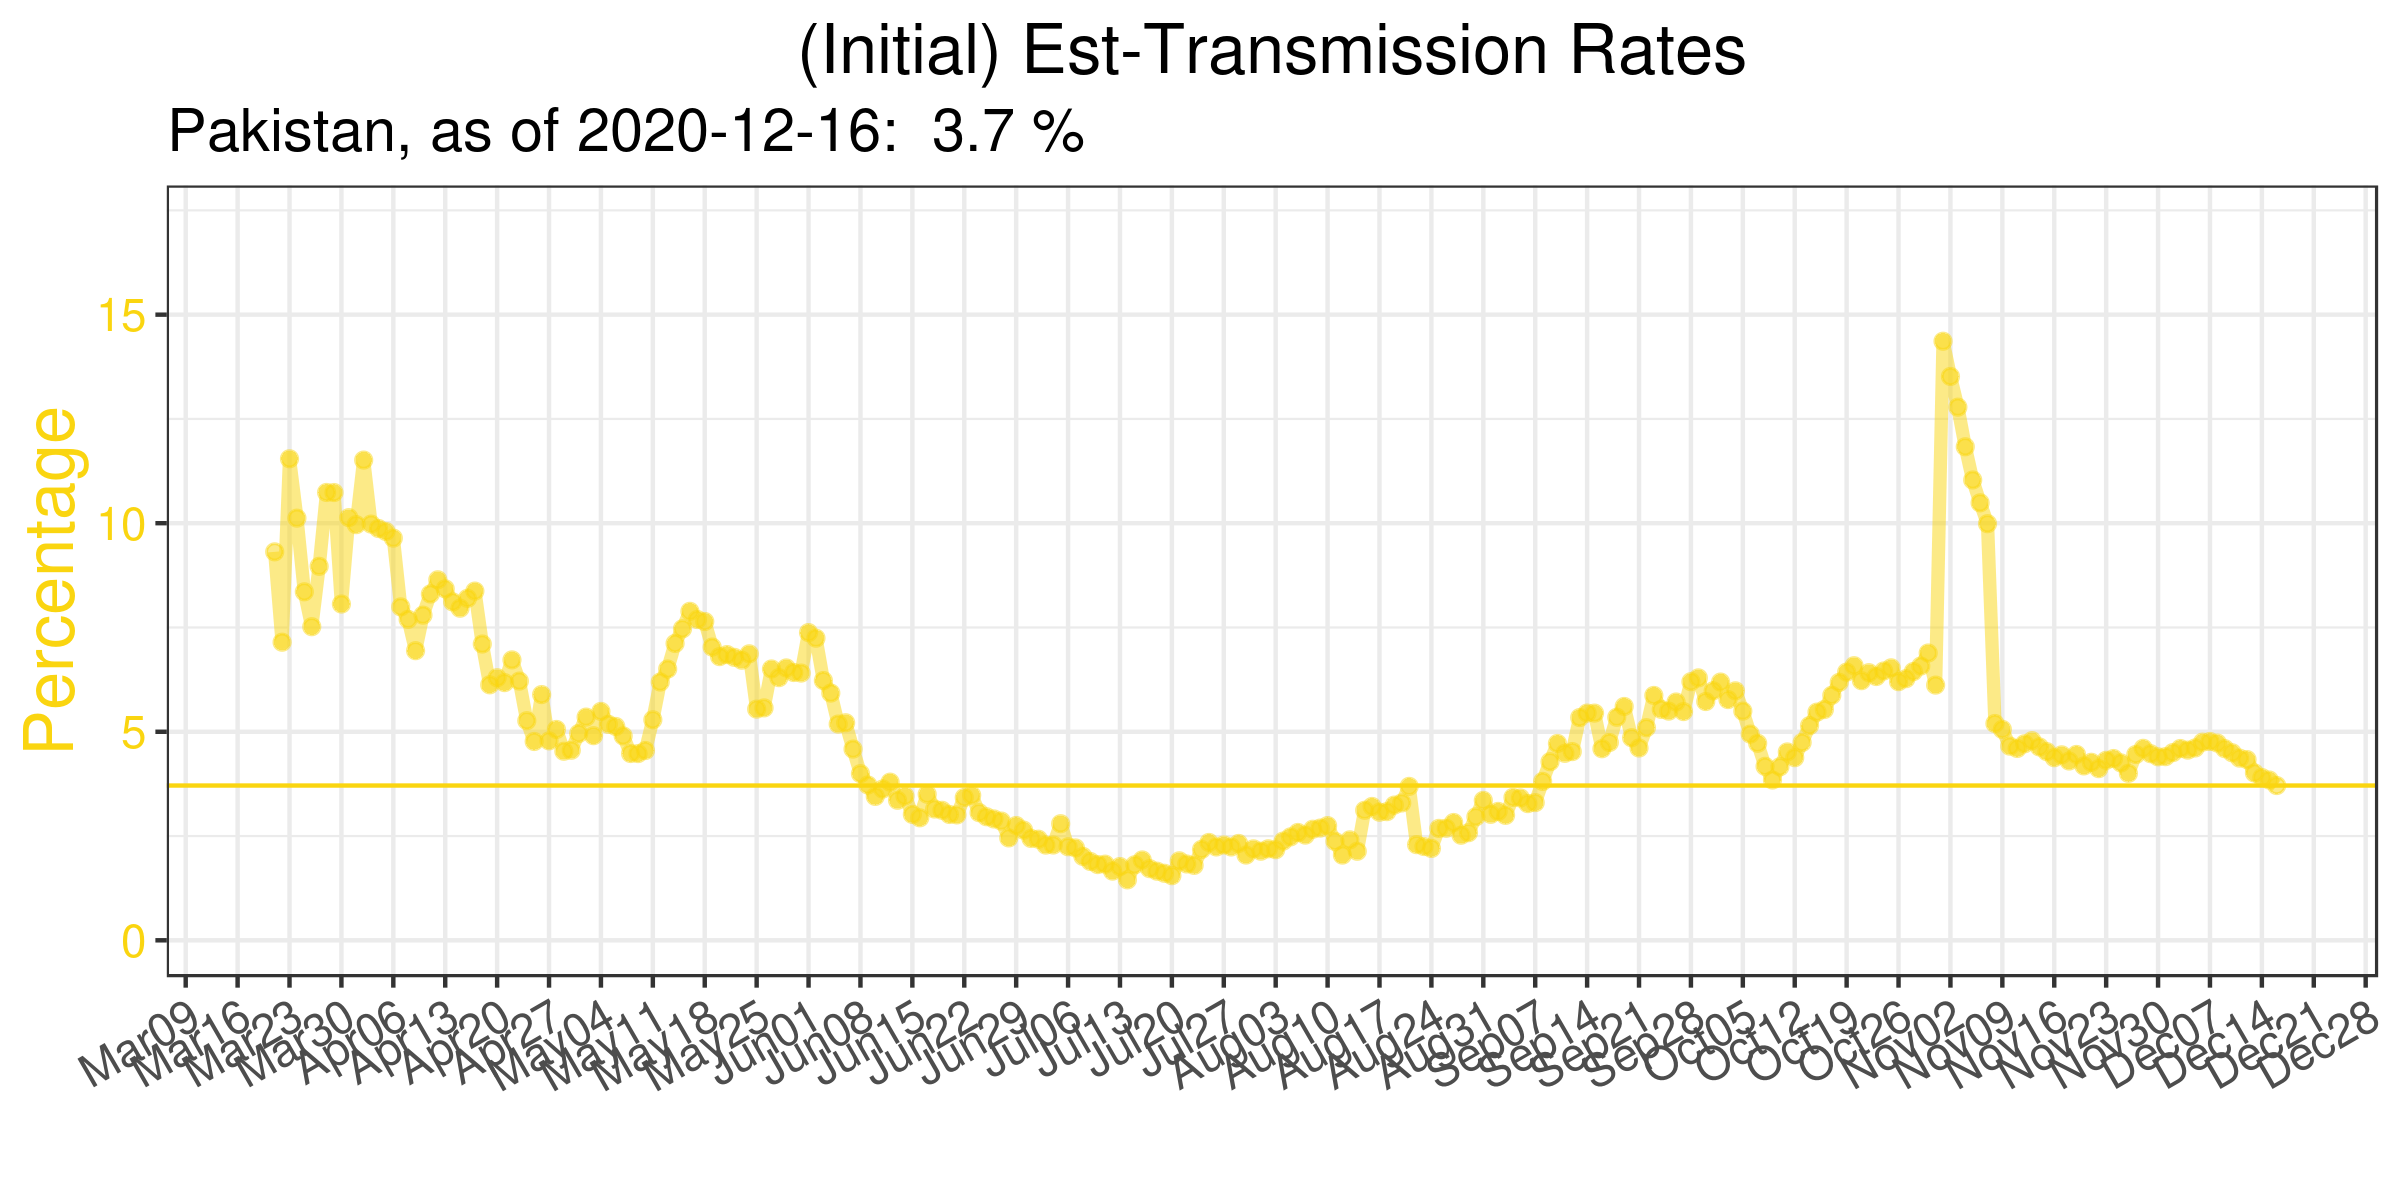 (Initial) Est-Transmission Rates
Pakistan, as of 2020-12-16:  3.7 %
Percentage
15
10
5
0
Mar09
Mar16
Mar23
Mar30
Apr06
Apr13
Apr20
Apr27
May04
May11
May18
May25
Jun01
Jun08
Jun15
Jun22
Jun29
Jul06
Jul13
Jul20
Jul27
Aug03
Aug10
Aug17
Aug24
Aug31
Sep07
Sep14
Sep21
Sep28
Oct05
Oct12
Oct19
Oct26
Nov02
Nov09
Nov16
Nov23
Nov30
Dec07
Dec14
Dec21
Dec28